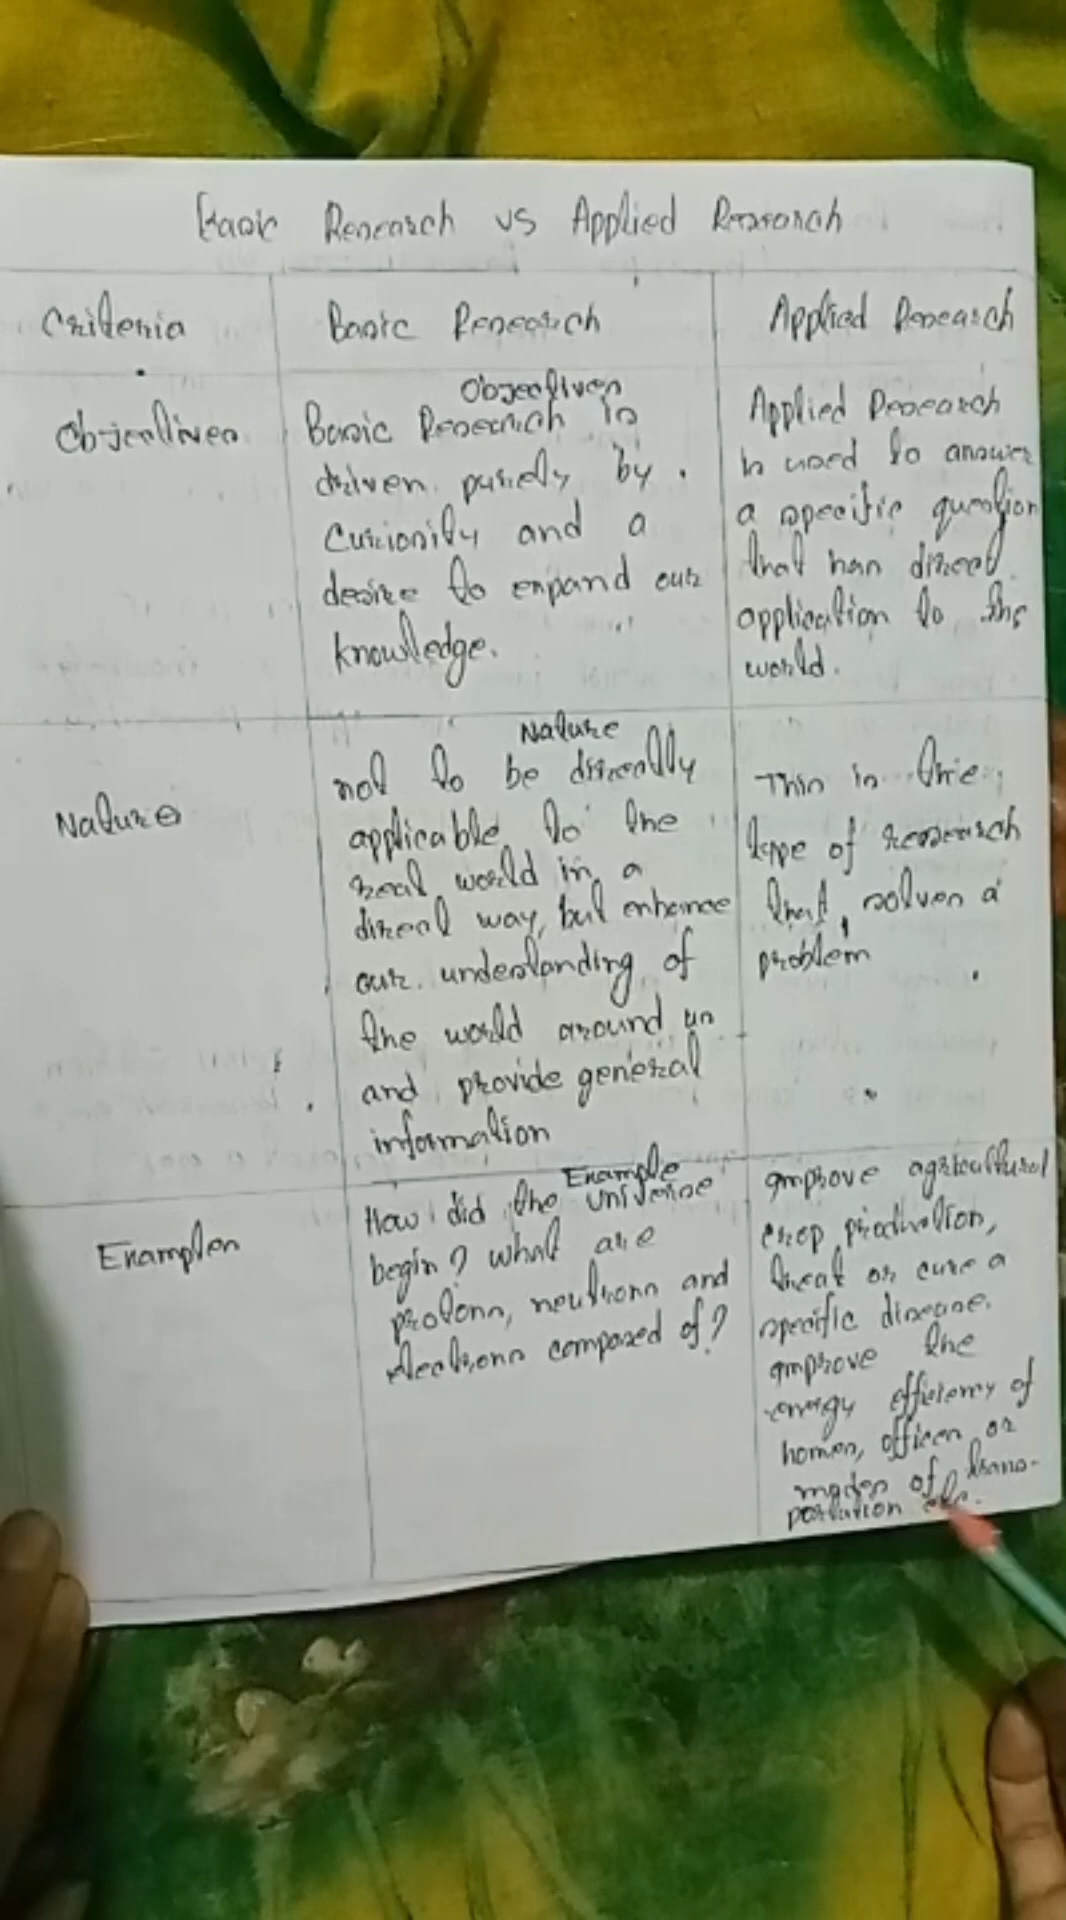 Basic Research vs Applied Research
Criteria
Basic Research
Applied Research
Objectives
Objectives
Basic Research is
driven purely by
curiosity and a
desire to expand our
knowledge.
Applied Research
is used to answer
a specific question
that has direct
application to the
world.
Nature
Nature
not to be directly
applicable to the
real world in a
direct way, but enhance
our understanding of
the world around us
and provide general
information
This is the
type of research
that solves a
problem
Examples
Example
How did the universe
begin? what are
protons, neutrons and
electrons composed of?
improve agricultural
crop production,
treat or cure a
specific disease.
improve the
energy efficiency of
homes, offices or
modes of trans-
portation etc.